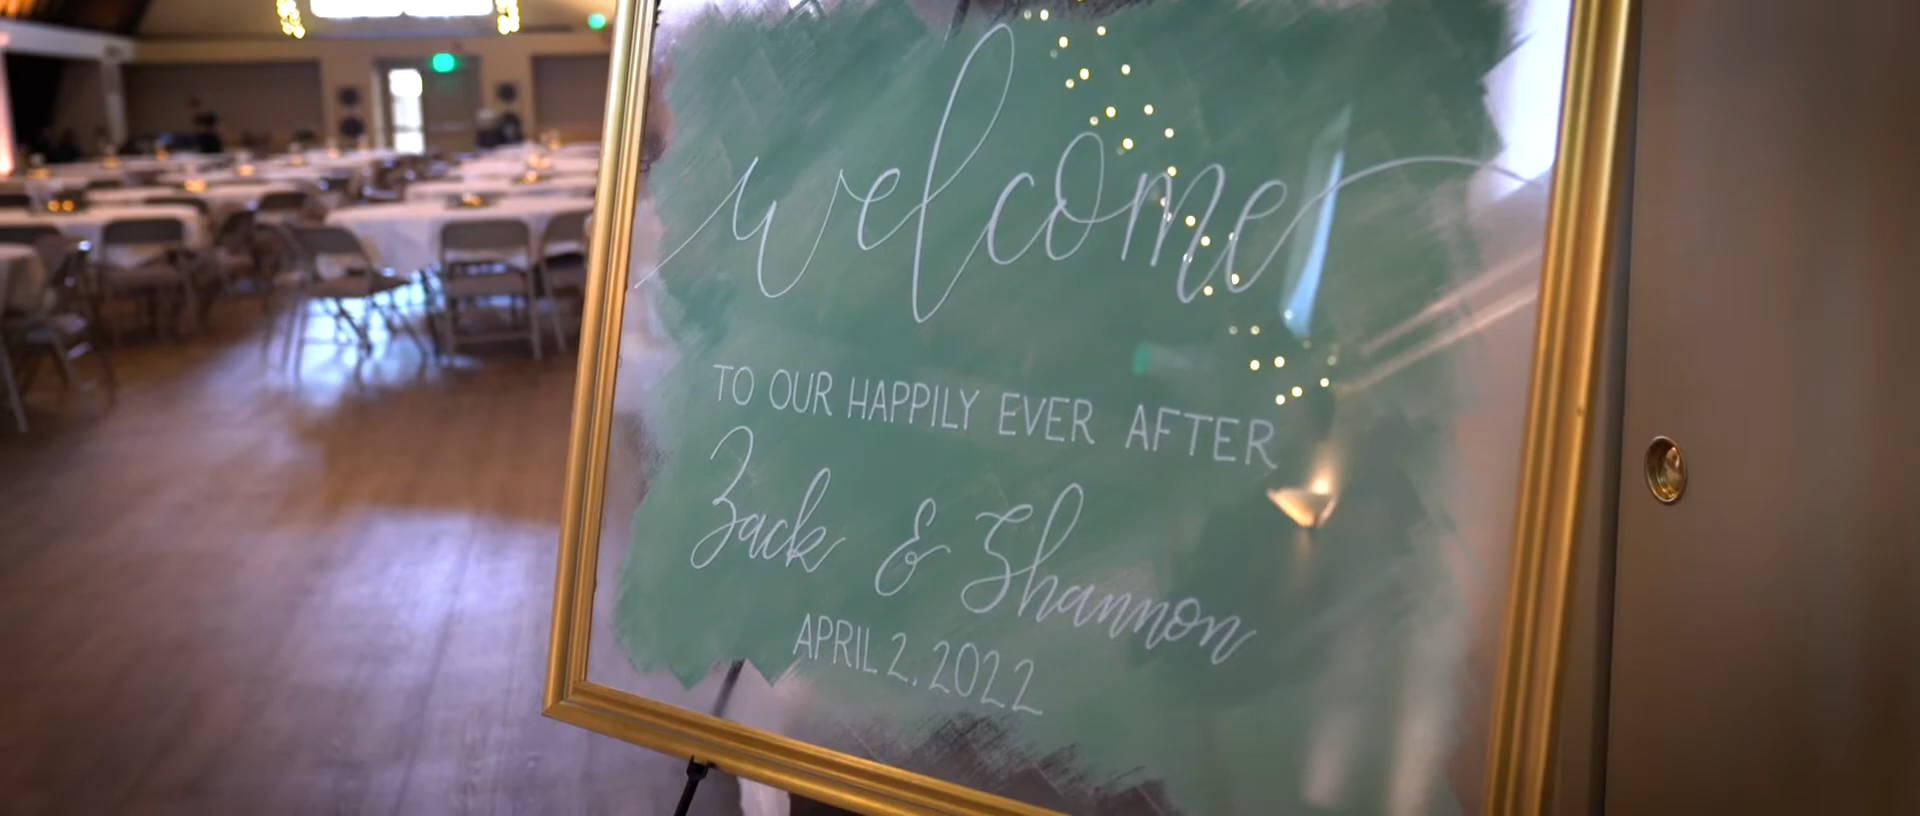 welcome
TO OUR HAPPILY EVER AFTER
Zack & Shannon
APRIL 2, 2022